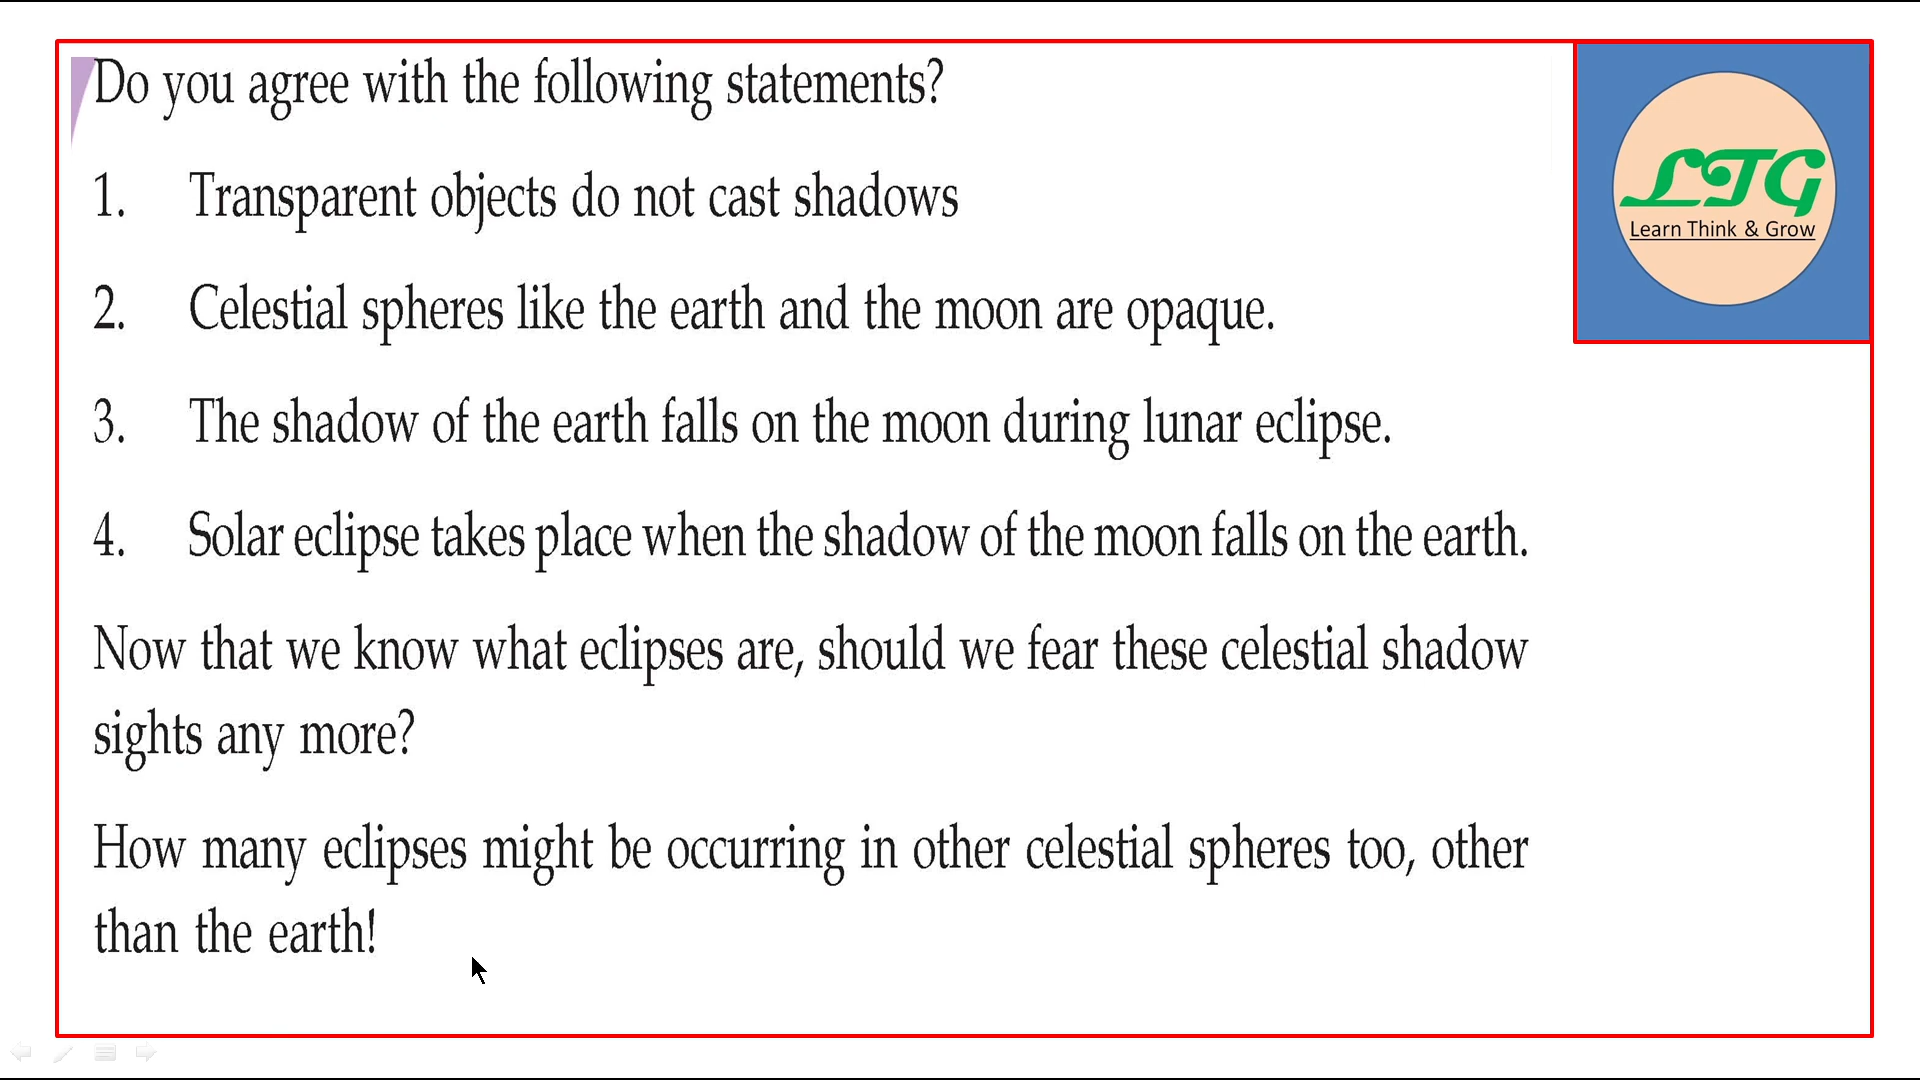 Do you agree with the following statements?
1. Transparent objects do not cast shadows
2. Celestial spheres like the earth and the moon are opaque.
3. The shadow of the earth falls on the moon during lunar eclipse.
4. Solar eclipse takes place when the shadow of the moon falls on the earth.
Now that we know what eclipses are, should we fear these celestial shadow
sights any more?
How many eclipses might be occurring in other celestial spheres too, other
than the earth!
LTG
Learn Think & Grow